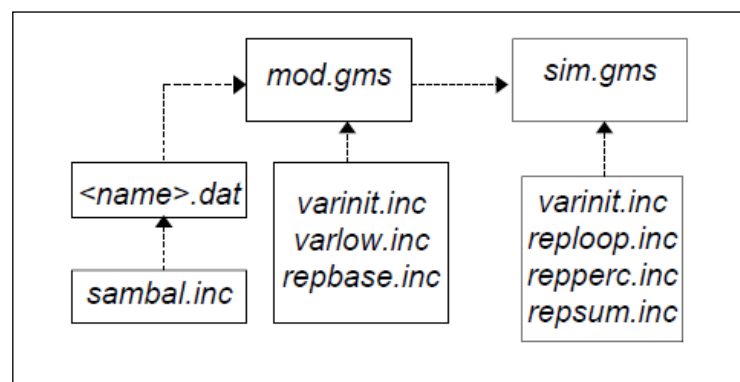 mod.gms
sim.gms
<name>.dat
sambal.inc
varinit.inc
varlow.inc
repbase.inc
varinit.inc
reploop.inc
repperc.inc
repsum.inc